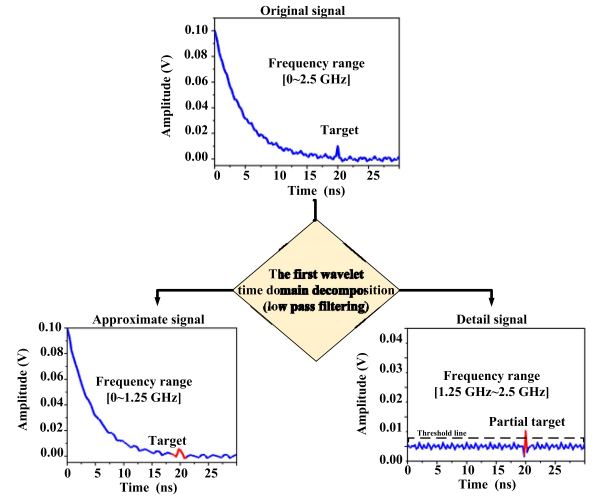 Original signal
0.10
0.08
0.06
0.04
0.02
0.00
Amplitude (V)
Frequency range
[0~2.5 GHz]
Target
0 5 10 15 20 25
Time (ns)
The first wavelet
time domain decomposition
(low pass filtering)
Approximate signal
0.10
0.08
0.06
0.04
0.02
0.00
Amplitude (V)
Frequency range
[0~1.25 GHz]
Target
0 5 10 15 20 25
Time (ns)
Detail signal
0.04
0.03
0.02
0.01
0.00
Amplitude (V)
Frequency range
[1.25 GHz~2.5 GHz]
Partial target
Threshold line
0 5 10 15 20 25
Time (ns)